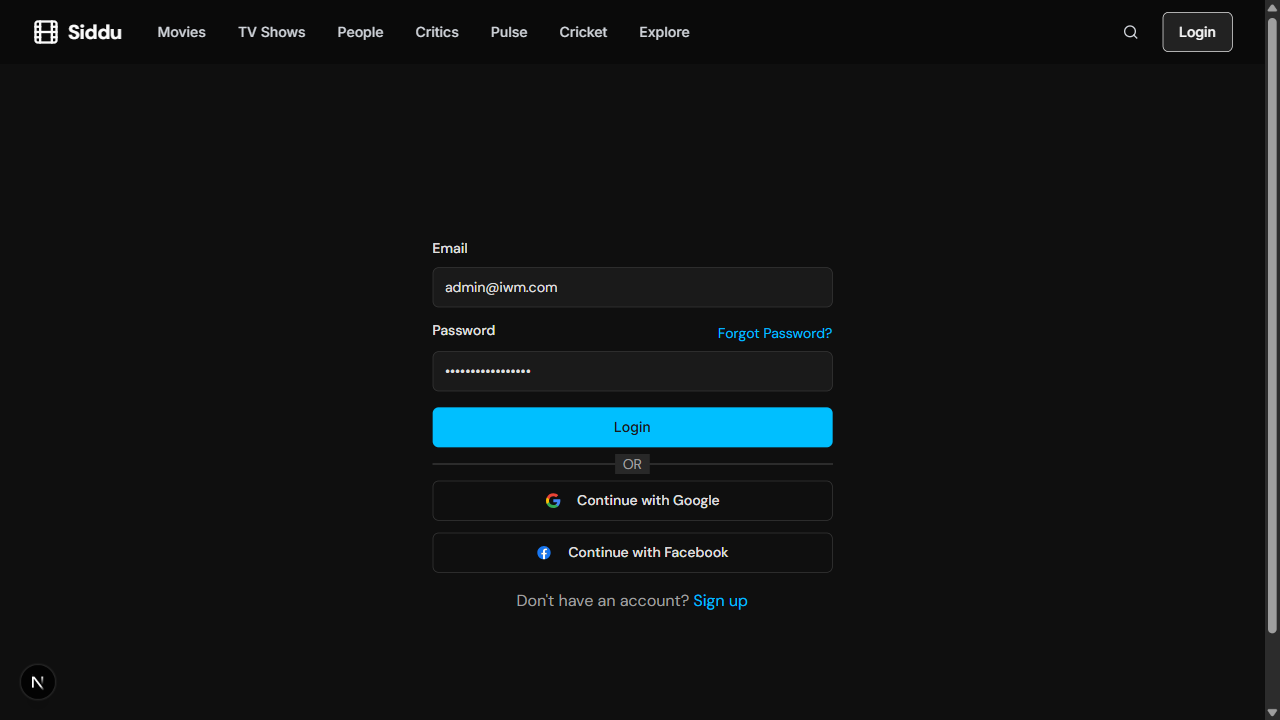 Siddu Movies TV Shows People Critics Pulse Cricket Explore Login
Email
admin@iwm.com
Password Forgot Password?
•••••••••••••••••
Login
OR
Continue with Google
Continue with Facebook
Don't have an account? Sign up
N